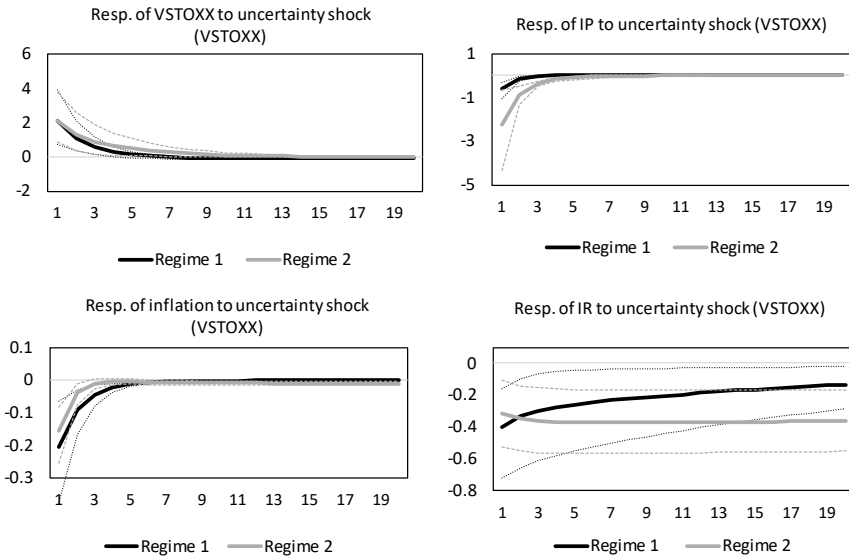 Resp. of VSTOXX to uncertainty shock
(VSTOXX)
6
4
2
0
-2
1 3 5 7 9 11 13 15 17 19
Regime 1 Regime 2
Resp. of IP to uncertainty shock (VSTOXX)
1
-1
-3
-5
1 3 5 7 9 11 13 15 17 19
Regime 1 Regime 2
Resp. of inflation to uncertainty shock
(VSTOXX)
0.1
0
-0.1
-0.2
-0.3
1 3 5 7 9 11 13 15 17 19
Regime 1 Regime 2
Resp. of IR to uncertainty shock (VSTOXX)
0
-0.2
-0.4
-0.6
-0.8
1 3 5 7 9 11 13 15 17 19
Regime 1 Regime 2